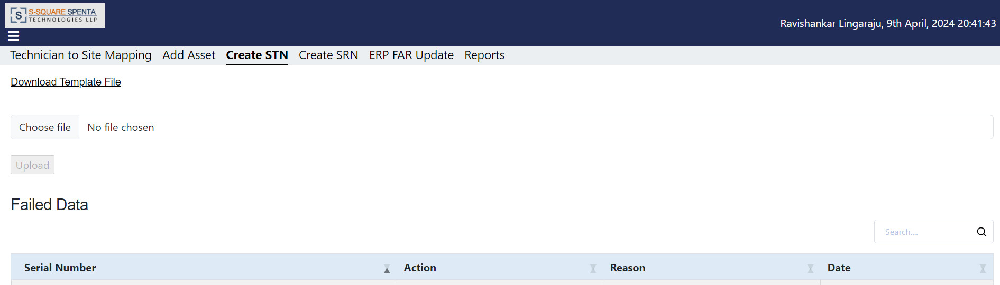 S
S-SQUARE SPENTA
TECHNOLOGIES LLP
Ravishankar Lingaraju, 9th April, 2024 20:41:43
Technician to Site Mapping Add Asset Create STN Create SRN ERP FAR Update Reports
Download Template File
Choose file No file chosen
Upload
Failed Data
Search....
Serial Number Action Reason Date